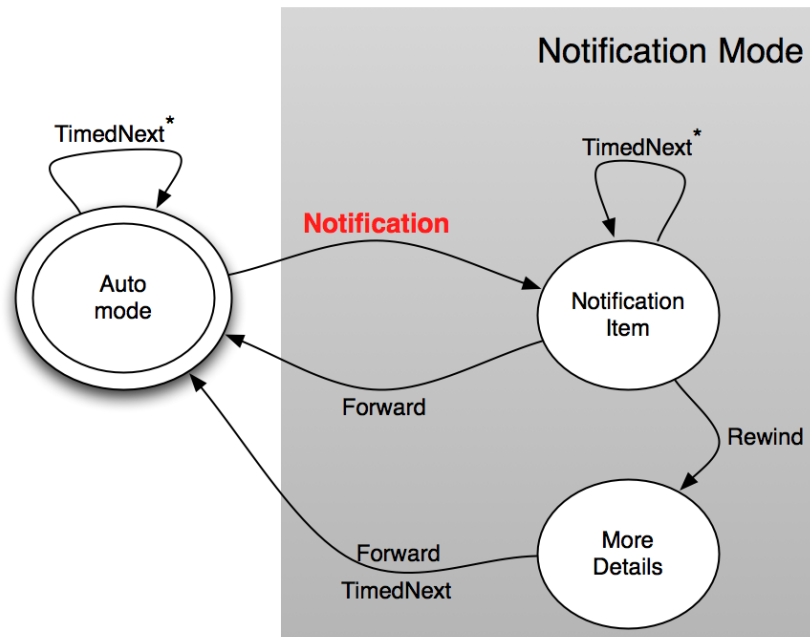 Notification Mode
TimedNext*
TimedNext*
Notification
Auto
mode
Notification
Item
Forward
Rewind
More
Details
Forward
TimedNext